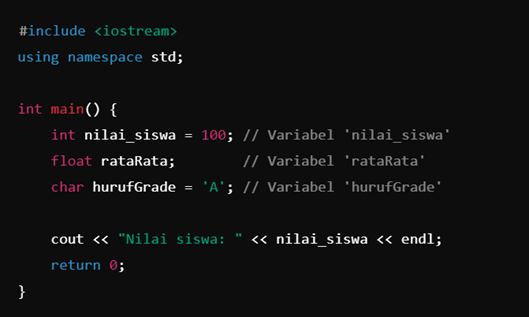 #include <iostream>
using namespace std;
int main() {
int nilai_siswa = 100; // Variabel 'nilai_siswa'
float rataRata; // Variabel 'rataRata'
char hurufGrade = 'A'; // Variabel 'hurufGrade'
cout << "Nilai siswa: " << nilai_siswa << endl;
return 0;
}